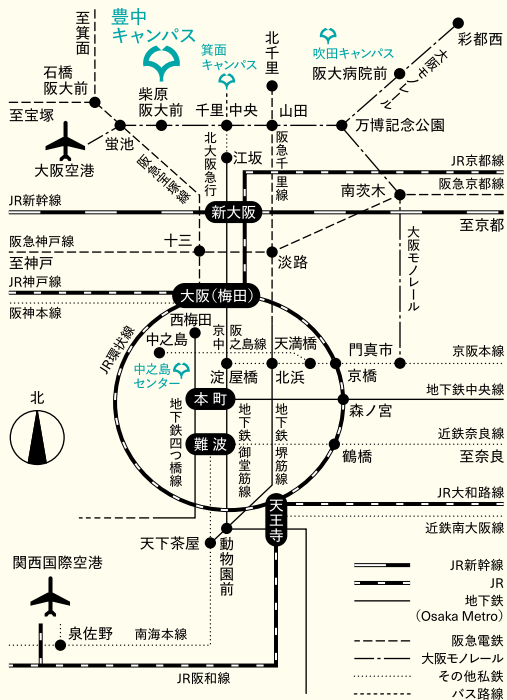 至箕面
豊中
キャンパス
箕面
キャンパス
北千里
吹田キャンパス
彩都西
石橋
阪大前
柴原
阪大前
千里中央
山田
阪大病院前
大阪モノレール
至宝塚
大阪空港
蛍池
阪急宝塚線
北大阪急行
江坂
阪急千里線
万博記念公園
JR京都線
南茨木
阪急京都線
JR新幹線
新大阪
至京都
阪急神戸線
十三
至神戸
淡路
大阪モノレール
JR神戸線
大阪(梅田)
阪神本線
西梅田
JR環状線
中之島
京阪
中之島線
天満橋
門真市
京阪本線
中之島
センター
淀屋橋
北浜
京橋
北
本町
地下鉄中央線
森ノ宮
地下鉄四つ橋線
地下鉄御堂筋線
地下鉄堺筋線
難波
近鉄奈良線
鶴橋
至奈良
JR大和路線
天王寺
近鉄南大阪線
天下茶屋
動物園前
関西国際空港
泉佐野
南海本線
JR阪和線
JR新幹線
JR
地下鉄
(Osaka Metro)
阪急電鉄
大阪モノレール
その他私鉄
バス路線